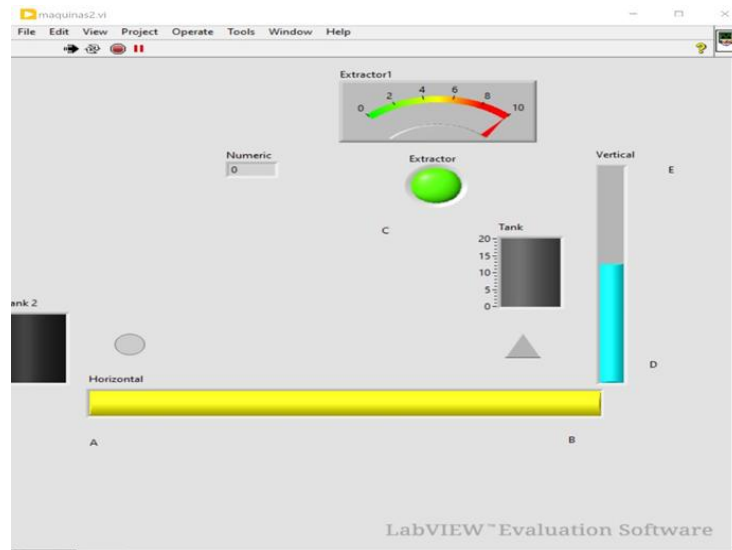 maquinas2.vi
File Edit View Project Operate Tools Window Help
Extractor1
0 2 4 6 8 10
Numeric
0
Extractor
Vertical
E
C
Tank
20
15
10
5
0
ank 2
D
Horizontal
A B
LabVIEW™Evaluation Software